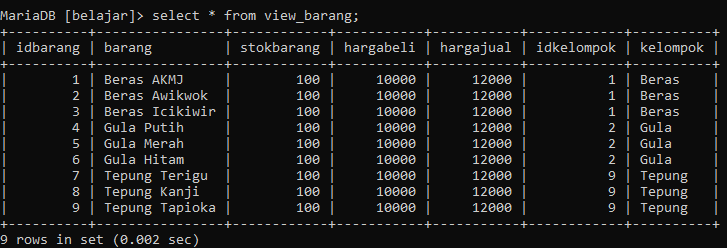 MariaDB [belajar]> select * from view_barang;
+----------+----------------+------------+-----------+-----------+------------+----------+
| idbarang | barang         | stokbarang | hargabeli | hargajual | idkelompok | kelompok |
+----------+----------------+------------+-----------+-----------+------------+----------+
|        1 | Beras AKMJ     |        100 |     10000 |     12000 |          1 | Beras    |
|        2 | Beras Awikwok  |        100 |     10000 |     12000 |          1 | Beras    |
|        3 | Beras Icikiwir |        100 |     10000 |     12000 |          1 | Beras    |
|        4 | Gula Putih     |        100 |     10000 |     12000 |          2 | Gula     |
|        5 | Gula Merah     |        100 |     10000 |     12000 |          2 | Gula     |
|        6 | Gula Hitam     |        100 |     10000 |     12000 |          2 | Gula     |
|        7 | Tepung Terigu  |        100 |     10000 |     12000 |          9 | Tepung   |
|        8 | Tepung Kanji   |        100 |     10000 |     12000 |          9 | Tepung   |
|        9 | Tepung Tapioka |        100 |     10000 |     12000 |          9 | Tepung   |
+----------+----------------+------------+-----------+-----------+------------+----------+
9 rows in set (0.002 sec)